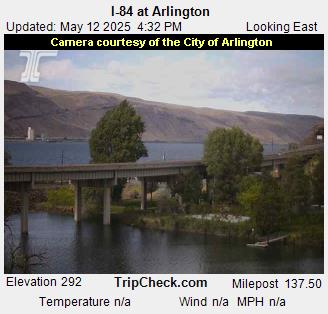 I-84 at Arlington
Updated: May 12 2025 4:32 PM Looking East
Camera courtesy of the City of Arlington
Elevation 292 TripCheck.com Milepost 137.50
Temperature n/a Wind n/a MPH n/a